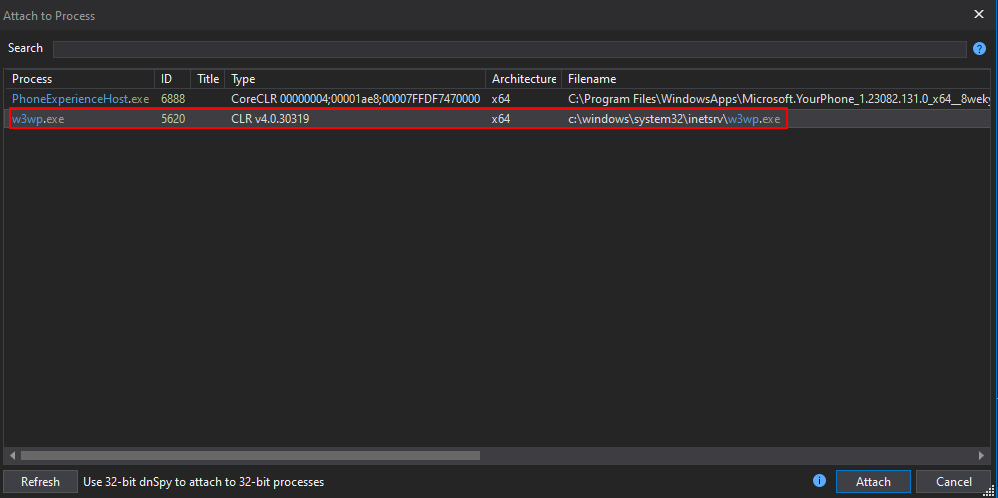 Attach to Process
Search
Process ID Title Type Architecture Filename
PhoneExperienceHost.exe 6888 CoreCLR 00000004;00001ae8;00007FFDF7470000 x64 C:\Program Files\WindowsApps\Microsoft.YourPhone_1.23082.131.0_x64__8weky
w3wp.exe 5620 CLR v4.0.30319 x64 c:\windows\system32\inetsrv\w3wp.exe
Refresh Use 32-bit dnSpy to attach to 32-bit processes Attach Cancel